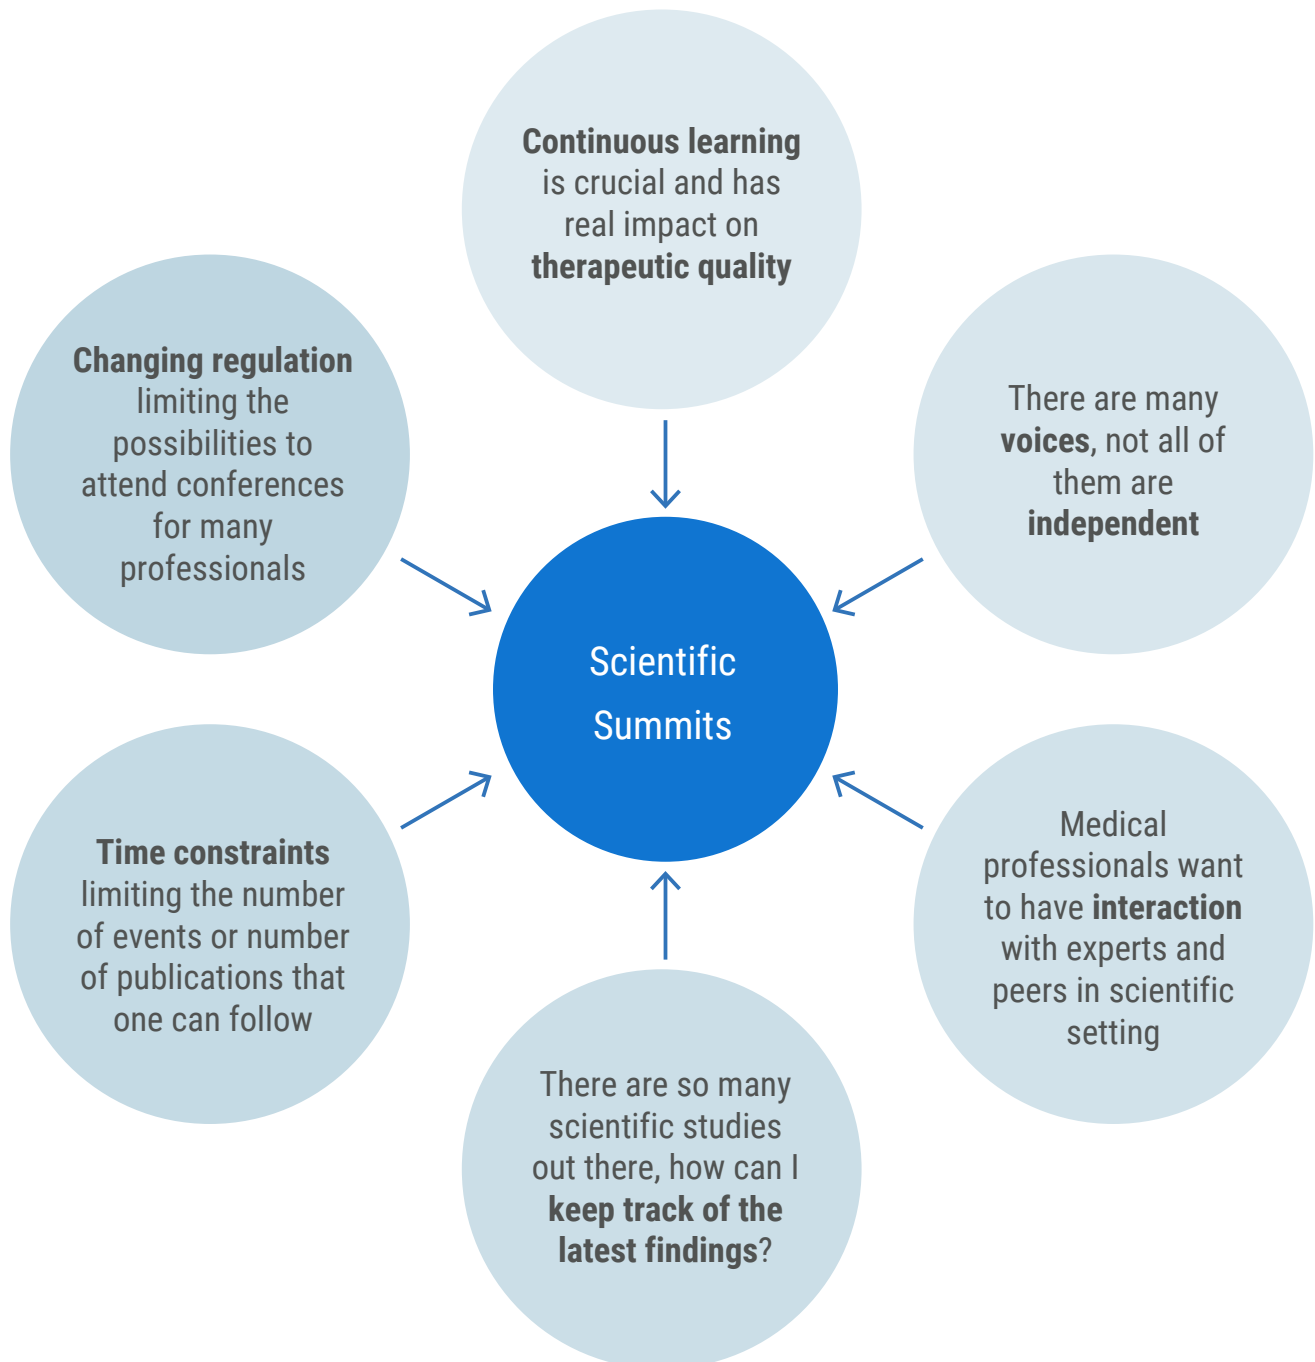 Continuous learning
is crucial and has
real impact on
therapeutic quality
Changing regulation
limiting the
possibilities to
attend conferences
for many
professionals
There are many
voices, not all of
them are
independent
Scientific
Summits
Time constraints
limiting the number
of events or number
of publications that
one can follow
Medical
professionals want
to have interaction
with experts and
peers in scientific
setting
There are so many
scientific studies
out there, how can I
keep track of the
latest findings?